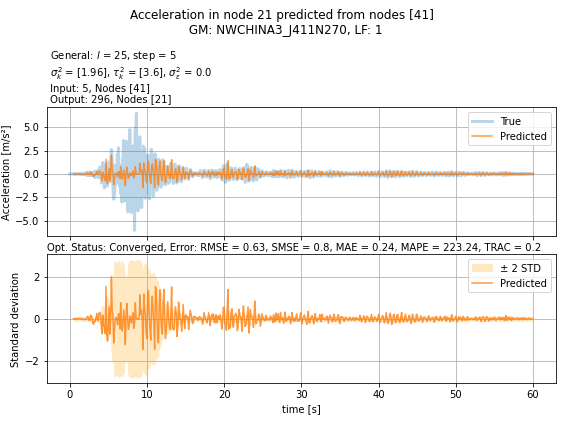 Acceleration in node 21 predicted from nodes [41]
GM: NWCHINA3_J411N270, LF: 1
General: l = 25, step = 5
σ²ₖ = [1.96], τ²ₖ = [3.6], σ²ε = 0.0
Input: 5, Nodes [41]
Output: 296, Nodes [21]
Acceleration [m/s²]
5.0
2.5
0.0
−2.5
−5.0
True
Predicted
Opt. Status: Converged, Error: RMSE = 0.63, SMSE = 0.8, MAE = 0.24, MAPE = 223.24, TRAC = 0.2
Standard deviation
2
0
−2
± 2 STD
Predicted
0 10 20 30 40 50 60
time [s]